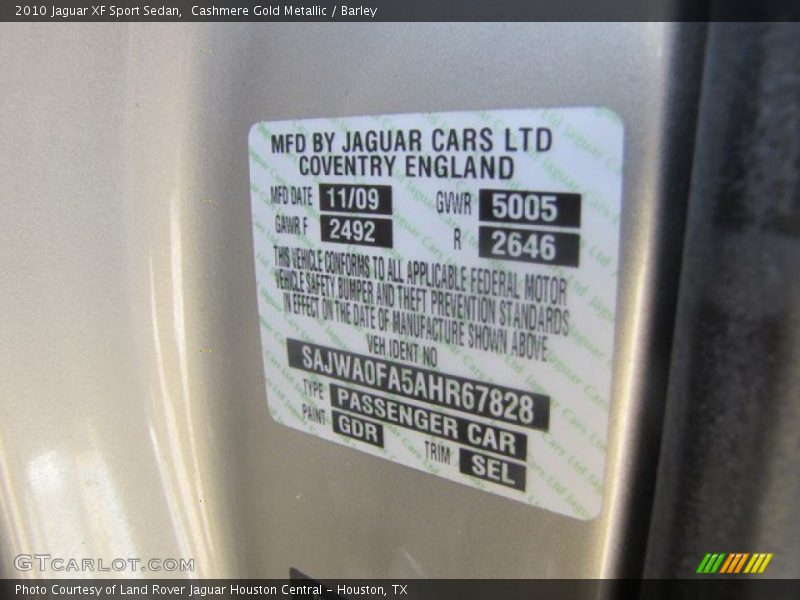 2010 Jaguar XF Sport Sedan,  Cashmere Gold Metallic / Barley
MFD BY JAGUAR CARS LTD
COVENTRY ENGLAND
MFD DATE 11/09 GVWR 5005
GAWR F 2492 R 2646
THIS VEHICLE CONFORMS TO ALL APPLICABLE FEDERAL MOTOR
VEHICLE SAFETY BUMPER AND THEFT PREVENTION STANDARDS
IN EFFECT ON THE DATE OF MANUFACTURE SHOWN ABOVE
VEH IDENT NO
SAJWA0FA5AHR67828
TYPE PASSENGER CAR
PAINT GDR TRIM SEL
GTCARLOT.COM
Photo Courtesy of Land Rover Jaguar Houston Central – Houston, TX